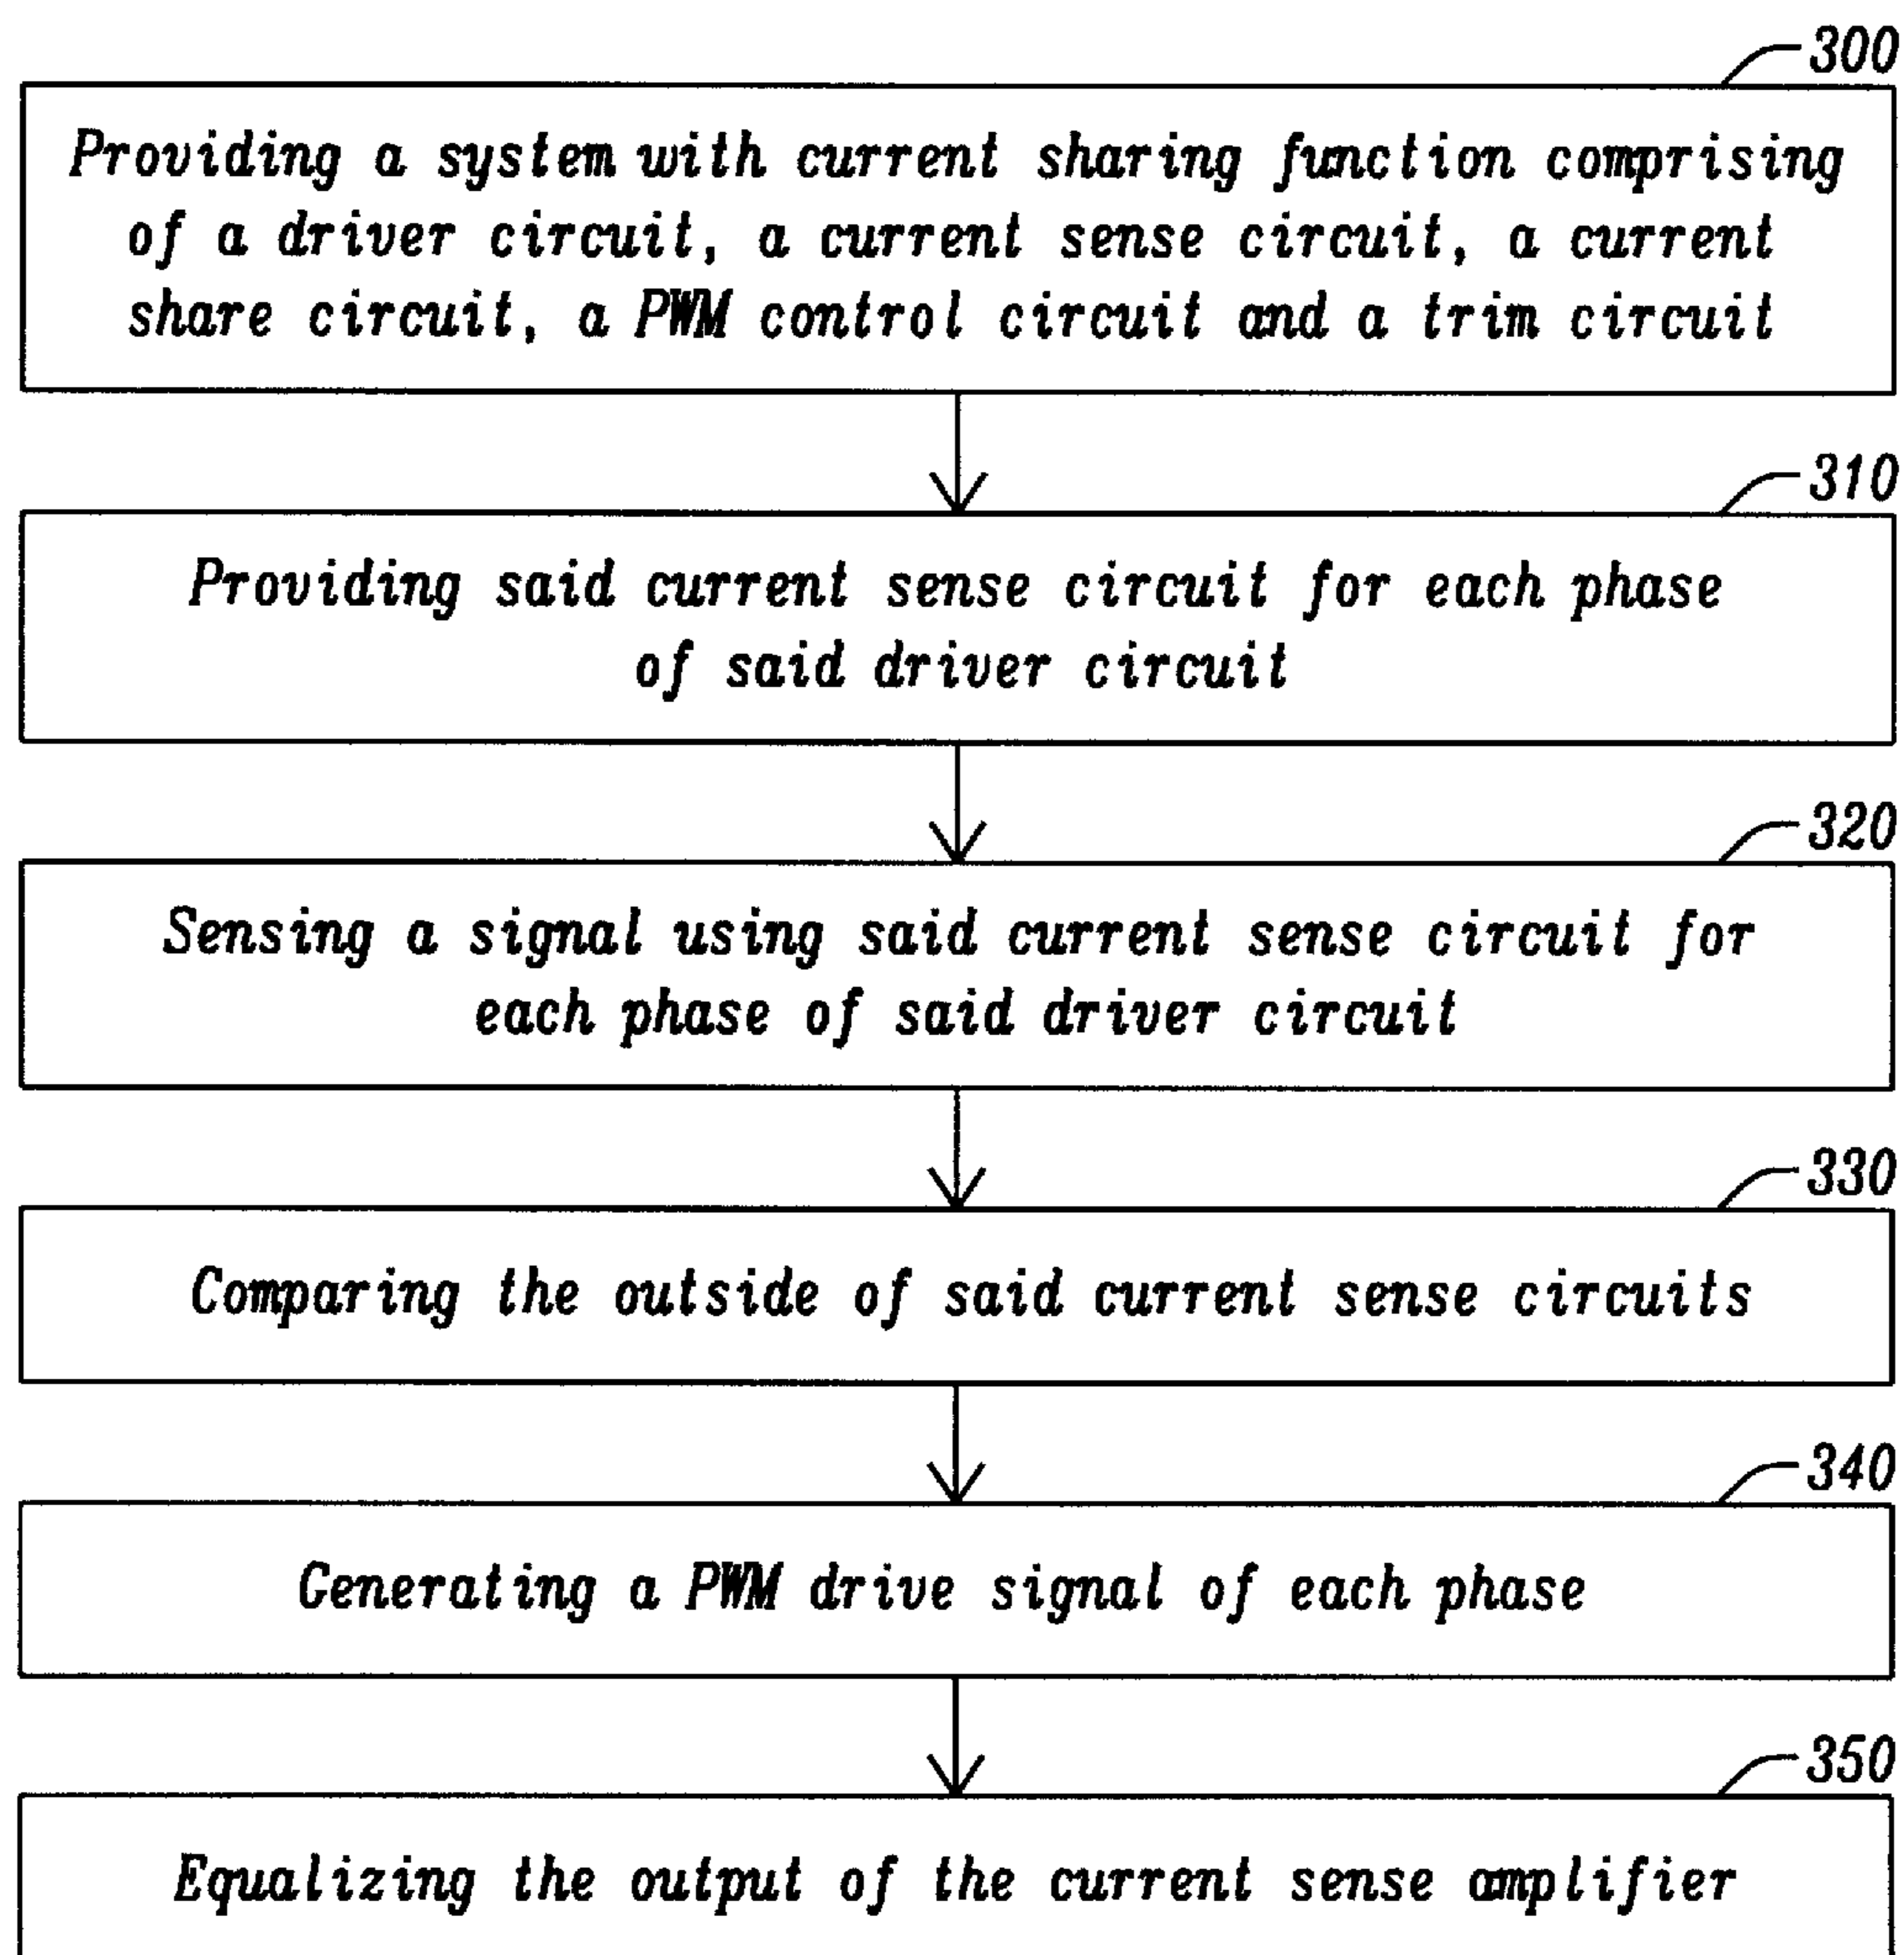 300
Providing a system with current sharing function comprising
of a driver circuit, a current sense circuit, a current
share circuit, a PWM control circuit and a trim circuit
310
Providing said current sense circuit for each phase
of said driver circuit
320
Sensing a signal using said current sense circuit for
each phase of said driver circuit
330
Comparing the outside of said current sense circuits
340
Generating a PWM drive signal of each phase
350
Equalizing the output of the current sense amplifier